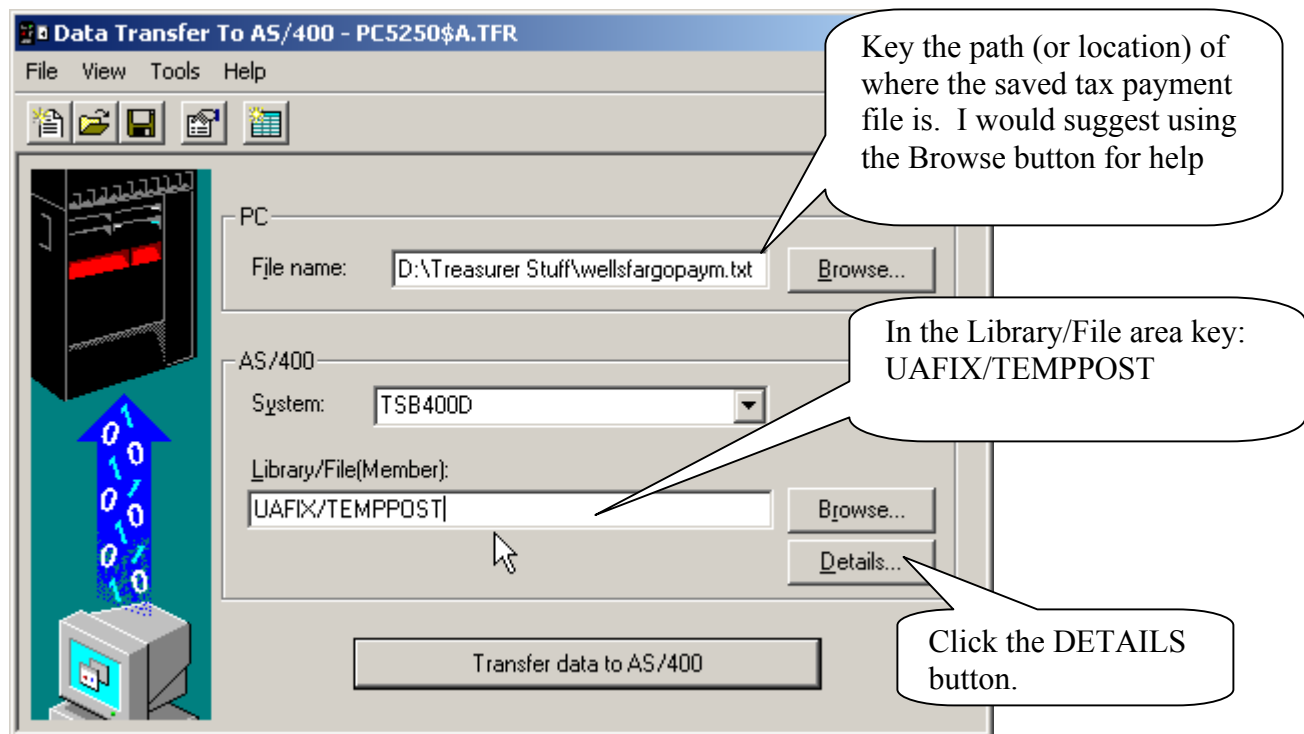 Data Transfer To AS/400 - PC5250$A.TFR
File View Tools Help
Key the path (or location) of
where the saved tax payment
file is. I would suggest using
the Browse button for help
PC
File name:
D:\Treasurer Stuff\wellsfargopaym.txt
Browse...
In the Library/File area key:
UAFIX/TEMPPOST
AS/400
System:
TSB400D
Library/File(Member):
UAFIX/TEMPPOST
Browse...
Details...
Click the DETAILS
button.
Transfer data to AS/400